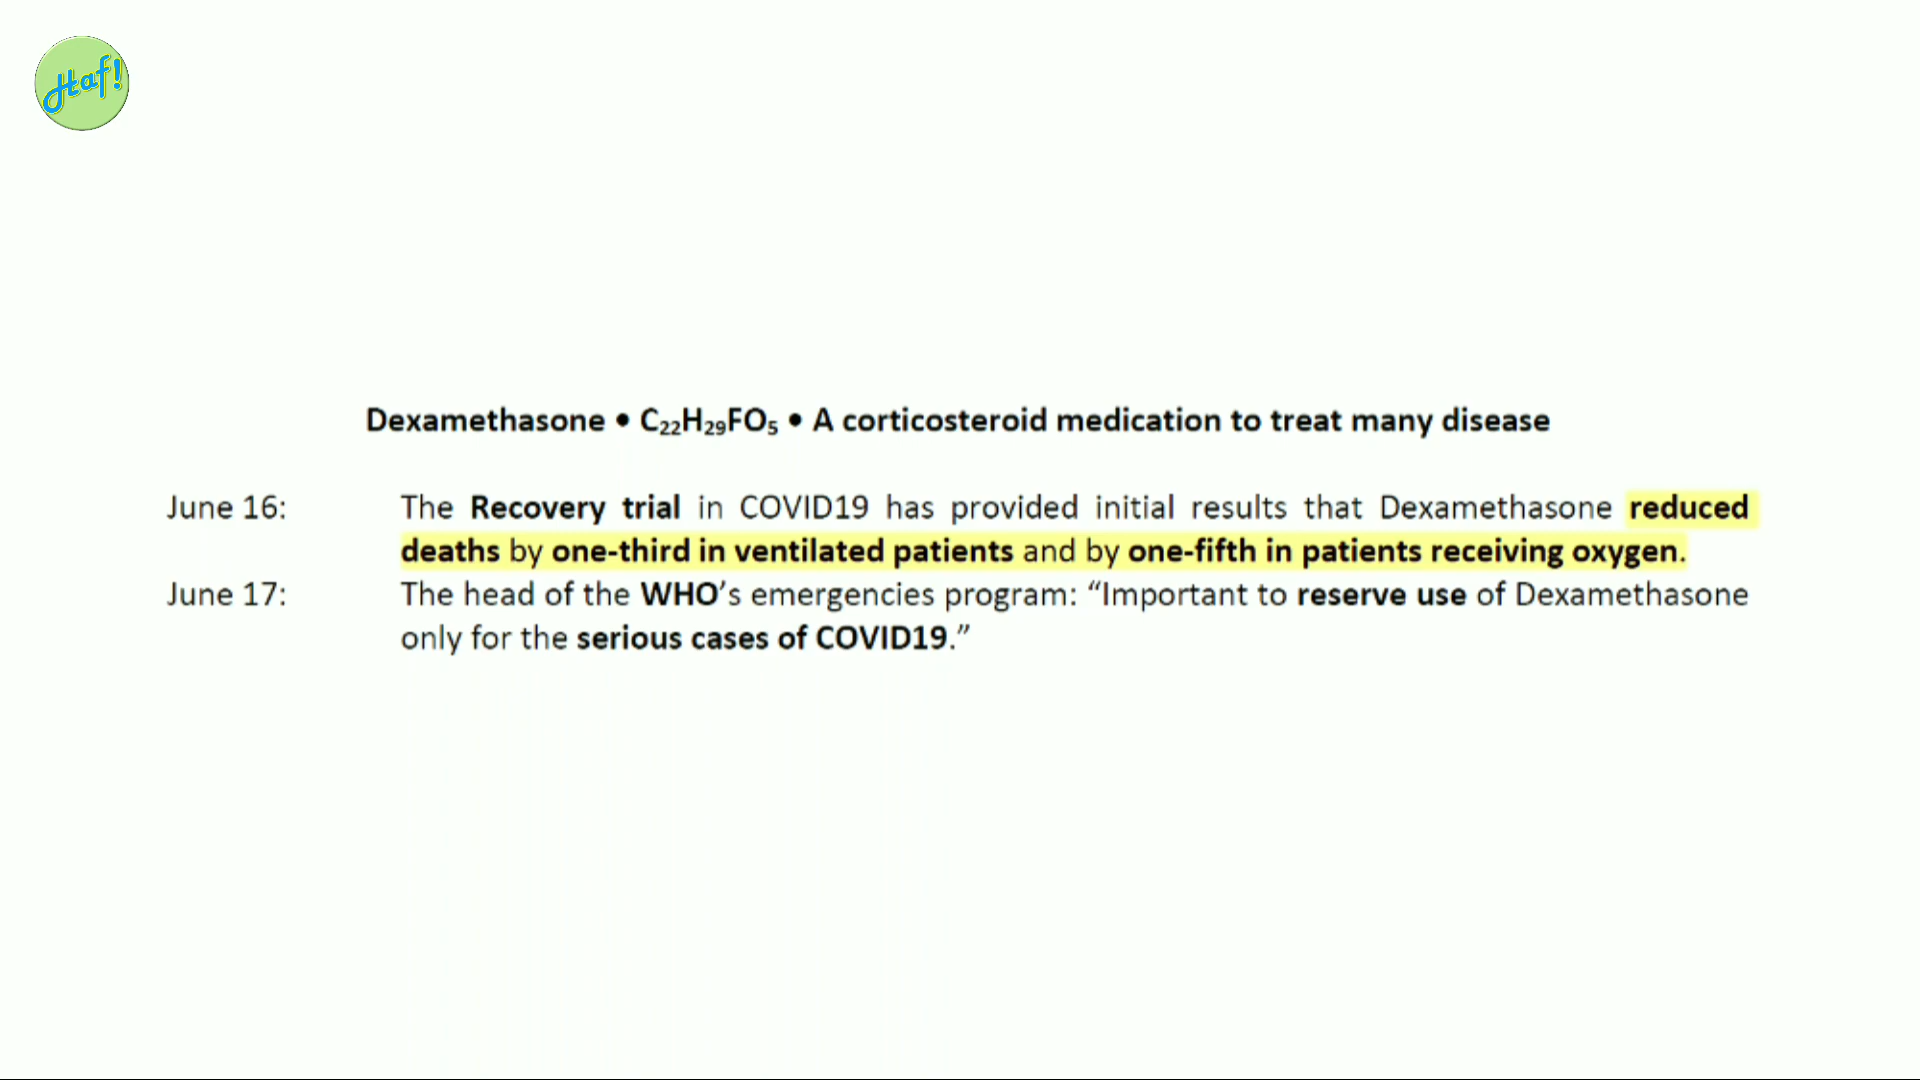 Haf!
Dexamethasone • C₂₂H₂₉FO₅ • A corticosteroid medication to treat many disease
June 16: The Recovery trial in COVID19 has provided initial results that Dexamethasone reduced
deaths by one-third in ventilated patients and by one-fifth in patients receiving oxygen.
June 17: The head of the WHO’s emergencies program: “Important to reserve use of Dexamethasone
only for the serious cases of COVID19.”